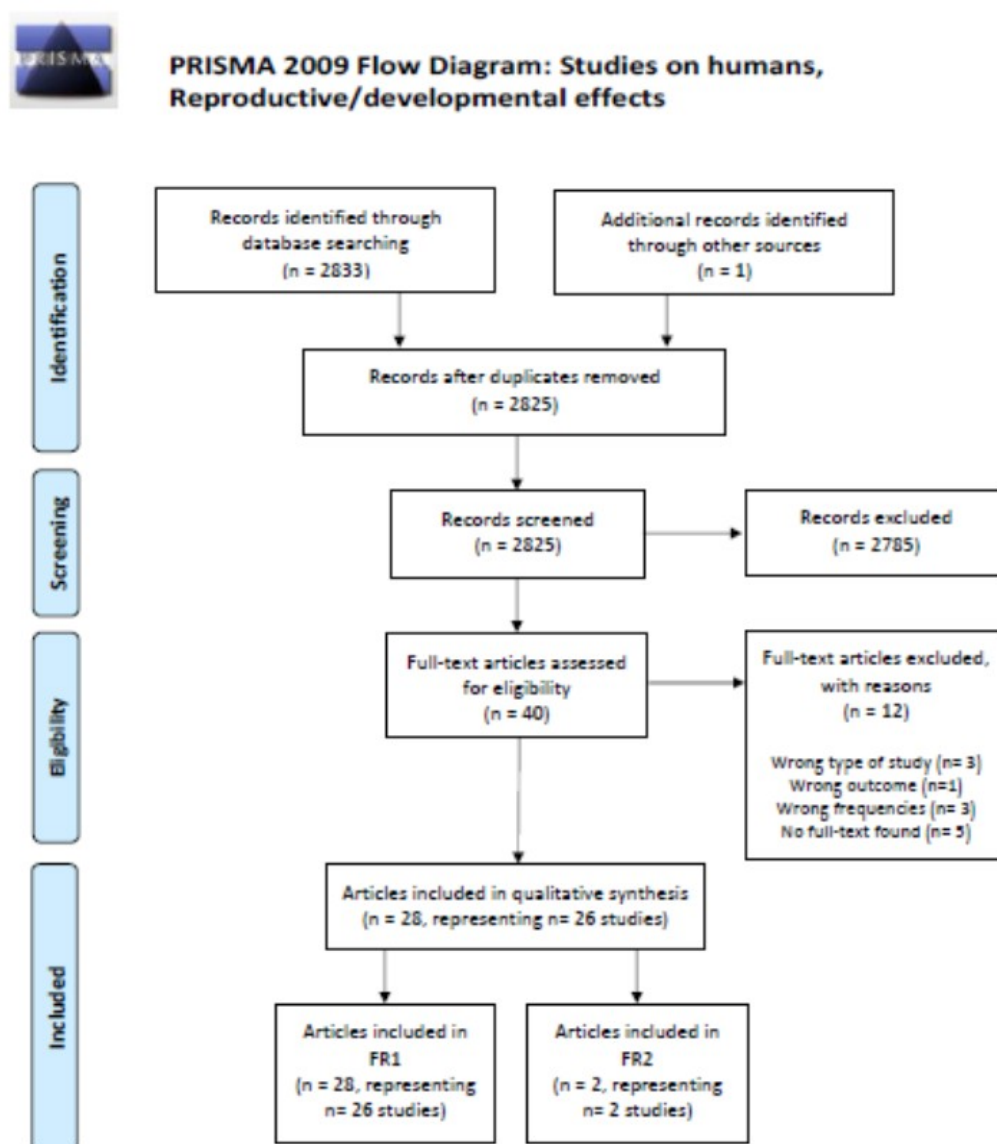 PRISMA
PRISMA 2009 Flow Diagram: Studies on humans,
Reproductive/developmental effects
Identification
Records identified through
database searching
(n = 2833)
Additional records identified
through other sources
(n = 1)
Records after duplicates removed
(n = 2825)
Screening
Records screened
(n = 2825)
Records excluded
(n = 2785)
Eligibility
Full-text articles assessed
for eligibility
(n = 40)
Full-text articles excluded,
with reasons
(n = 12)
Wrong type of study (n= 3)
Wrong outcome (n=1)
Wrong frequencies (n= 3)
No full-text found (n= 5)
Included
Articles included in qualitative synthesis
(n = 28, representing n= 26 studies)
Articles included in
FR1
(n = 28, representing
n= 26 studies)
Articles included in
FR2
(n = 2, representing
n= 2 studies)